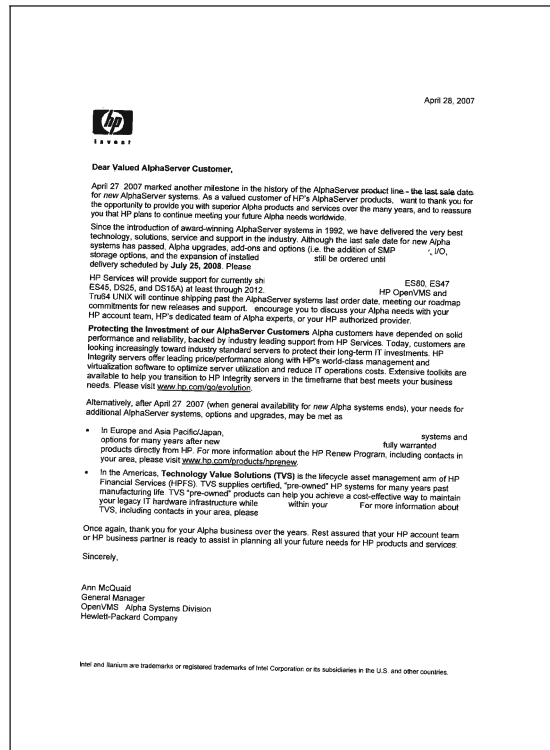 April 28, 2007
hp
invent
Dear Valued AlphaServer Customer,
April 27 2007 marked another milestone in the history of the AlphaServer product line - the last sale date
for new AlphaServer systems. As a valued customer of HP's AlphaServer products, want to thank you for
the opportunity to provide you with superior Alpha products and services over the many years, and to reassure
you that HP plans to continue meeting your future Alpha needs worldwide.
Since the introduction of award-winning AlphaServer systems in 1992, we have delivered the very best
technology, solutions, service and support in the industry. Although the last sale date for new Alpha
systems has passed, Alpha upgrades, add-ons and options (i.e. the addition of SMP , I/O,
storage options, and the expansion of installed still be ordered until
delivery scheduled by July 25, 2008. Please
HP Services will provide support for currently shi ES80, ES47
ES45, DS25, and DS15A) at least through 2012. HP OpenVMS and
Tru64 UNIX will continue shipping past the AlphaServer systems last order date, meeting our roadmap
commitments for new releases and support. encourage you to discuss your Alpha needs with your
HP account team, HP's dedicated team of Alpha experts, or your HP authorized provider.
Protecting the Investment of our AlphaServer Customers Alpha customers have depended on solid
performance and reliability, backed by industry leading support from HP Services. Today, customers are
looking increasingly toward industry standard servers to protect their long-term IT investments. HP
Integrity servers offer leading price/performance along with HP's world-class management and
virtualization software to optimize server utilization and reduce IT operations costs. Extensive toolkits are
available to help you transition to HP Integrity servers in the timeframe that best meets your business
needs. Please visit www.hp.com/go/evolution.
Alternatively, after April 27 2007 (when general availability for new Alpha systems ends), your needs for
additional AlphaServer systems, options and upgrades, may be met as
• In Europe and Asia Pacific/Japan, systems and
options for many years after new fully warranted
products directly from HP. For more information about the HP Renew Program, including contacts in
your area, please visit www.hp.com/products/hprenew.
• In the Americas, Technology Value Solutions (TVS) is the lifecycle asset management arm of HP
Financial Services (HPFS). TVS supplies certified, "pre-owned" HP systems for many years past
manufacturing life. TVS "pre-owned" products can help you achieve a cost-effective way to maintain
your legacy IT hardware infrastructure while within your For more information about
TVS, including contacts in your area, please
Once again, thank you for your Alpha business over the years. Rest assured that your HP account team
or HP business partner is ready to assist in planning all your future needs for HP products and services.
Sincerely,
Ann McQuaid
General Manager
OpenVMS Alpha Systems Division
Hewlett-Packard Company
Intel and Itanium are trademarks or registered trademarks of Intel Corporation or its subsidiaries in the U.S. and other countries.